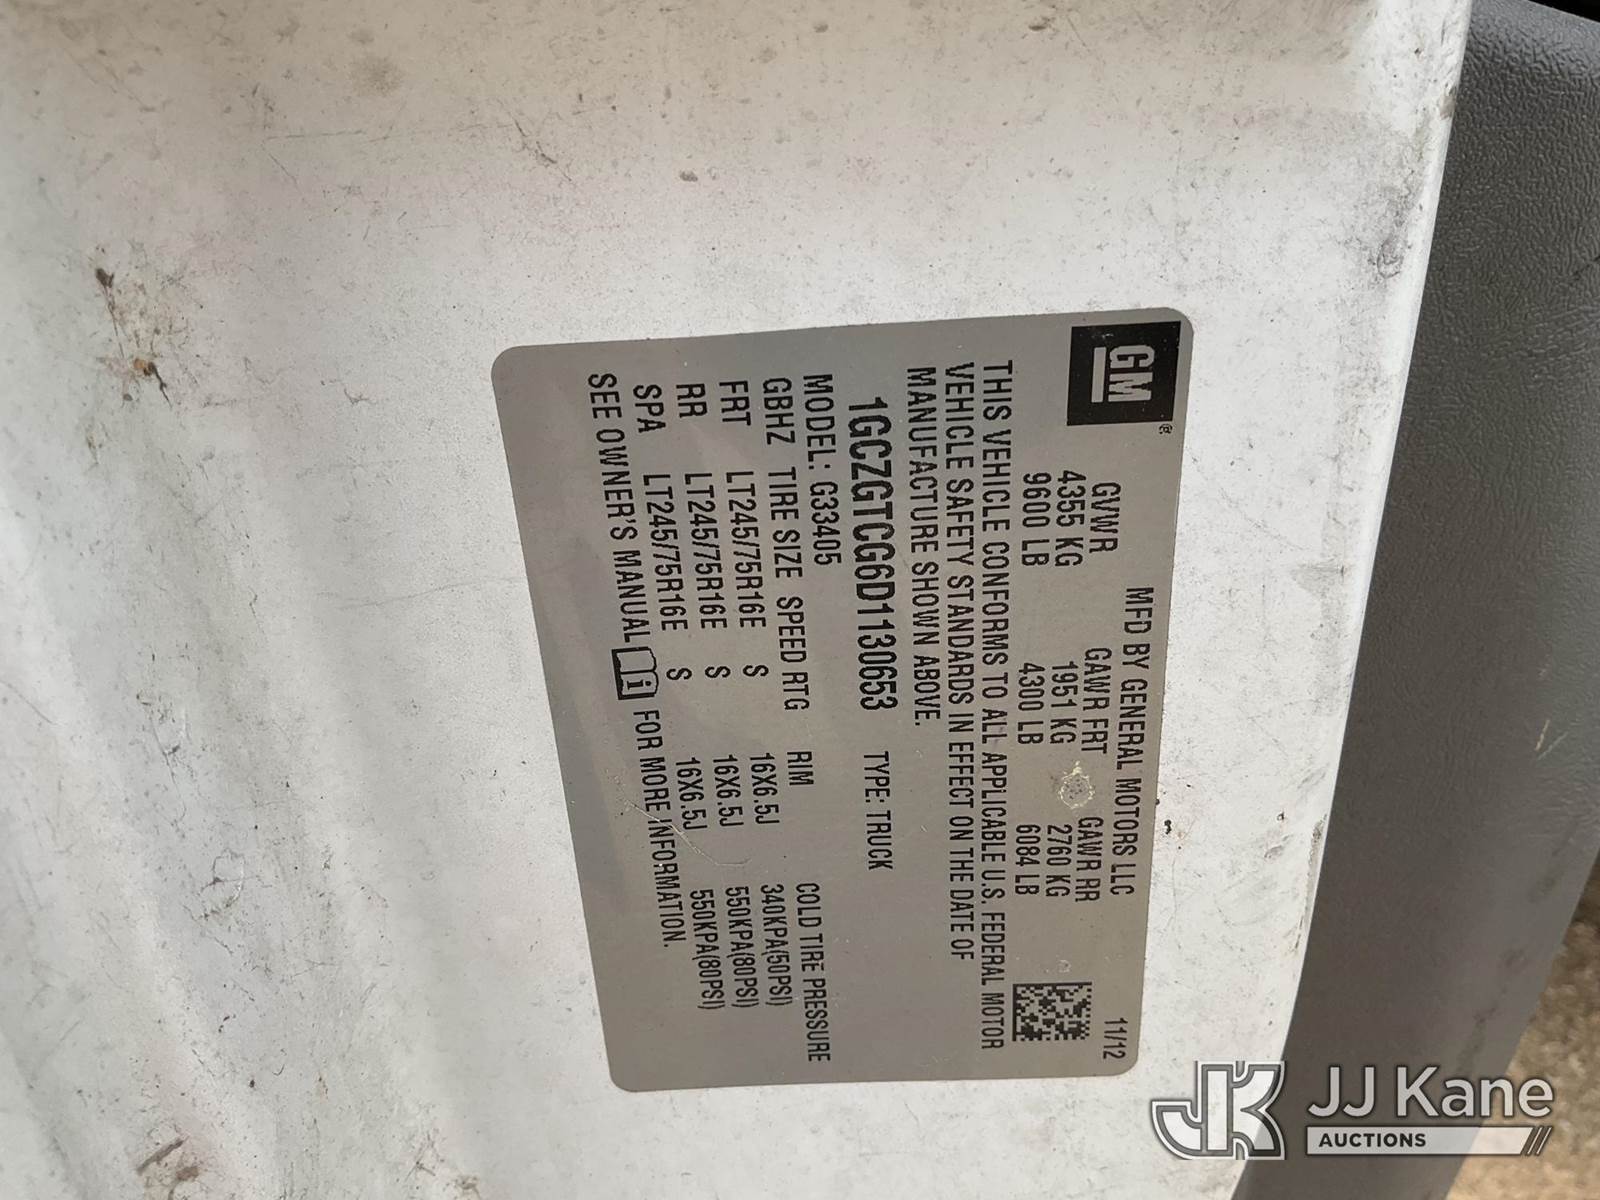 GM®
MFD BY GENERAL MOTORS LLC 11/12
GVWR GAWR FRT GAWR RR
4355 KG 1951 KG 2760 KG
9600 LB 4300 LB 6084 LB
THIS VEHICLE CONFORMS TO ALL APPLICABLE U.S. FEDERAL MOTOR
VEHICLE SAFETY STANDARDS IN EFFECT ON THE DATE OF
MANUFACTURE SHOWN ABOVE.
1GCZGTCG6D1130653 TYPE: TRUCK
MODEL: G33405
GBHZ TIRE SIZE SPEED RTG RIM COLD TIRE PRESSURE
FRT LT245/75R16E S 16X6.5J 340KPA(50PSI)
RR LT245/75R16E S 16X6.5J 550KPA(80PSI)
SPA LT245/75R16E S 16X6.5J 550KPA(80PSI)
SEE OWNER'S MANUAL i FOR MORE INFORMATION.
JK JJ Kane
AUCTIONS